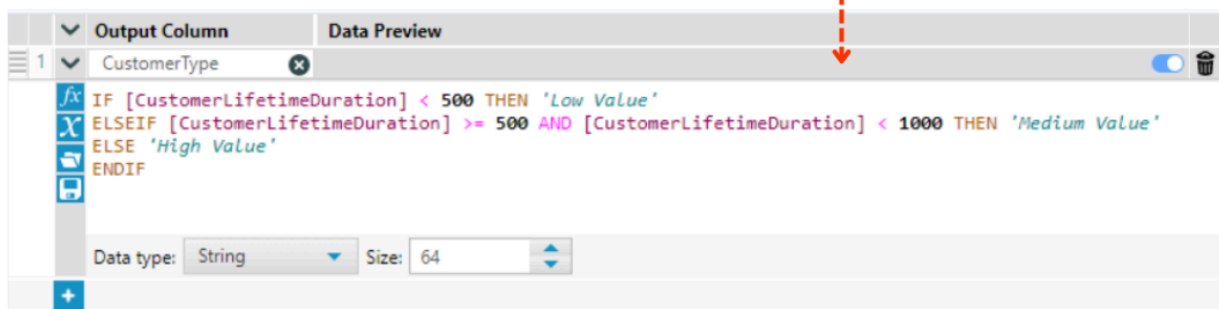 Output Column Data Preview
1 CustomerType
fx IF [CustomerLifetimeDuration] < 500 THEN 'Low Value'
X ELSEIF [CustomerLifetimeDuration] >= 500 AND [CustomerLifetimeDuration] < 1000 THEN 'Medium Value'
ELSE 'High Value'
ENDIF
Data type: String Size: 64